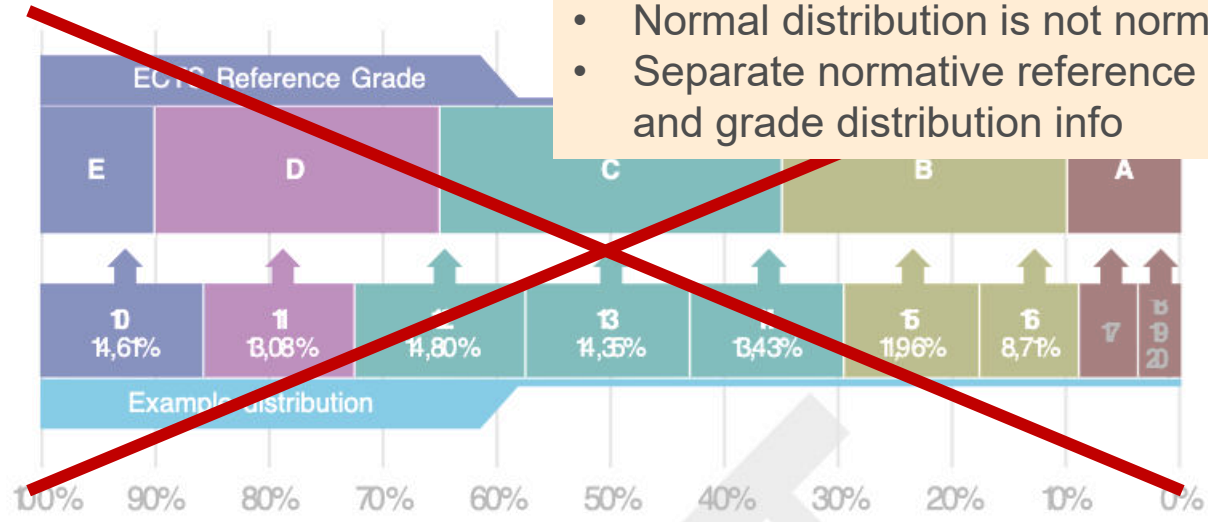 • Normal distribution is not norm
• Separate normative reference
and grade distribution info
ECTS Reference Grade
E D C B A
10 11 12 13 15 16 17 18
14,61% 13,08% 14,80% 14,35% 13,43% 11,96% 8,71% 19
20
Example distribution
100% 90% 80% 70% 60% 50% 40% 30% 20% 10% 0%